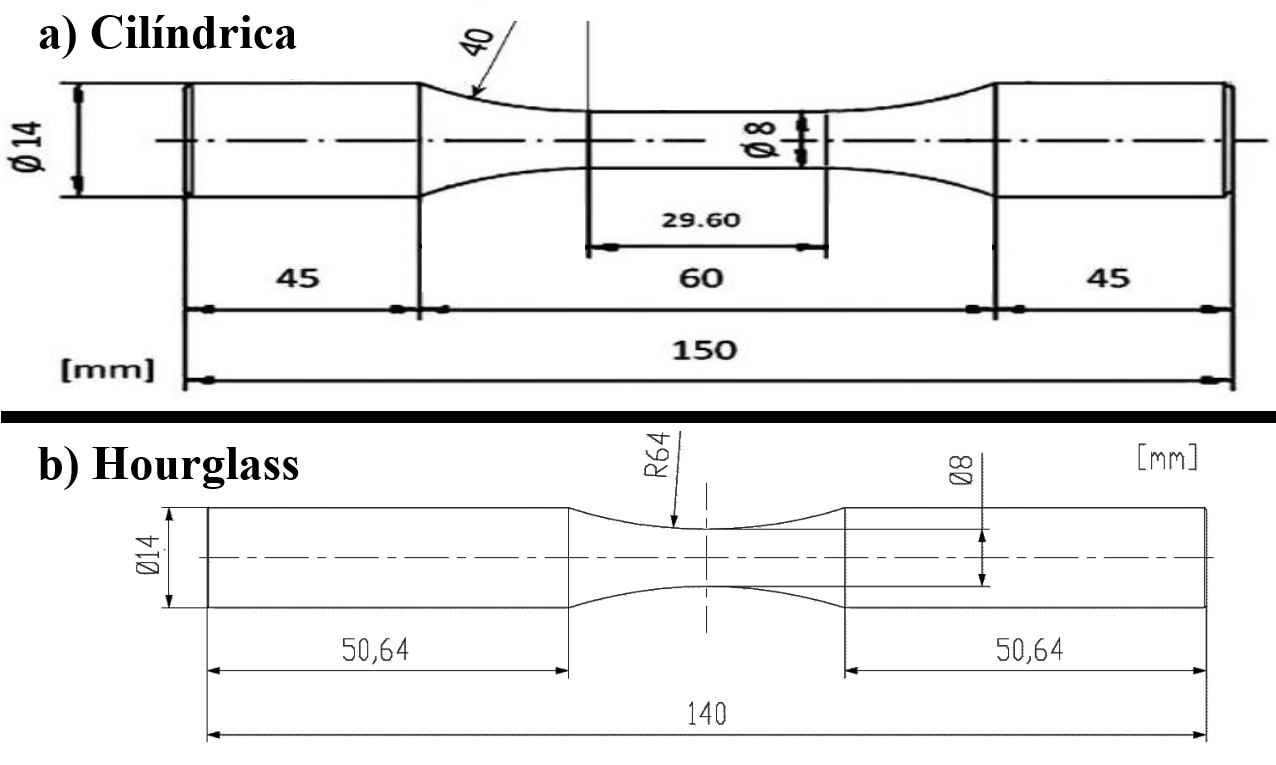 a) Cilíndrica
40
Ø14
Ø8
29.60
45
60
45
150
[mm]
b) Hourglass
R64
Ø8
[mm]
Ø14
50,64
50,64
140